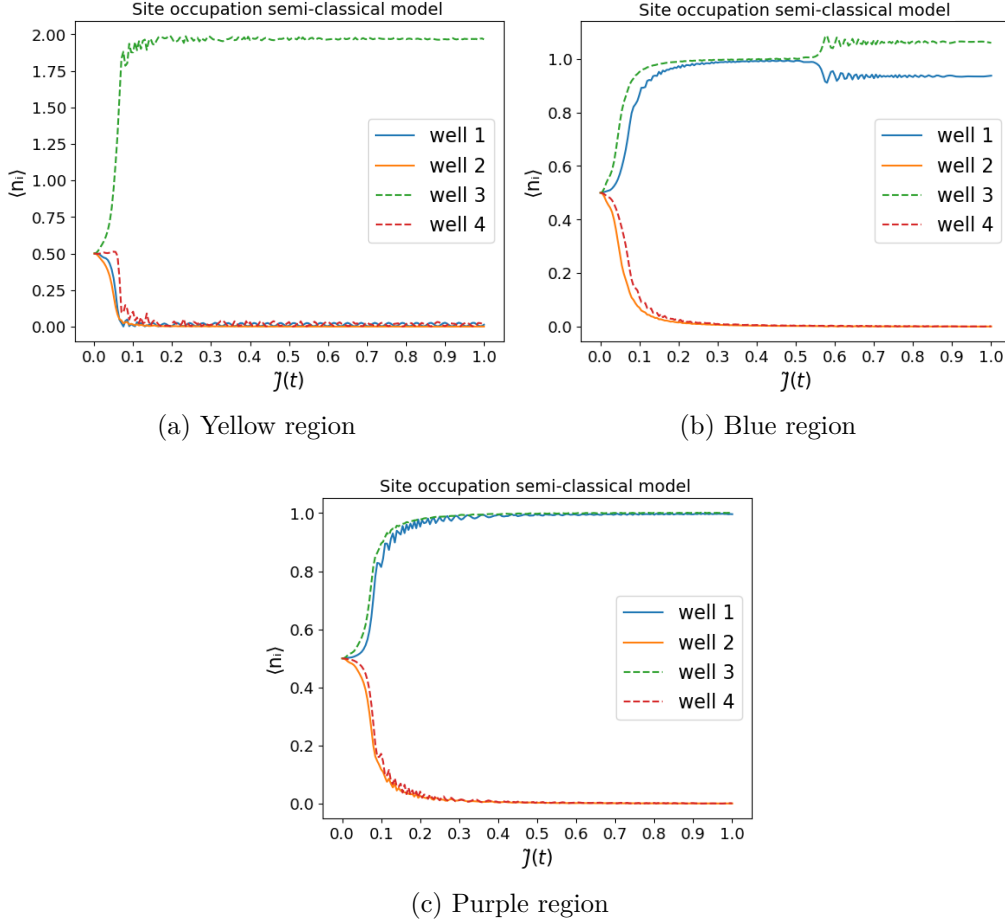 Site occupation semi-classical model
2.00
1.75
1.50
1.25
1.00
0.75
0.50
0.25
0.00
⟨nᵢ⟩
well 1
well 2
well 3
well 4
0.0 0.1 0.2 0.3 0.4 0.5 0.6 0.7 0.8 0.9 1.0
J̃(t)
(a) Yellow region
Site occupation semi-classical model
1.0
0.8
0.6
0.4
0.2
0.0
⟨nᵢ⟩
well 1
well 2
well 3
well 4
0.0 0.1 0.2 0.3 0.4 0.5 0.6 0.7 0.8 0.9 1.0
J̃(t)
(b) Blue region
Site occupation semi-classical model
1.0
0.8
0.6
0.4
0.2
0.0
⟨nᵢ⟩
well 1
well 2
well 3
well 4
0.0 0.1 0.2 0.3 0.4 0.5 0.6 0.7 0.8 0.9 1.0
J̃(t)
(c) Purple region